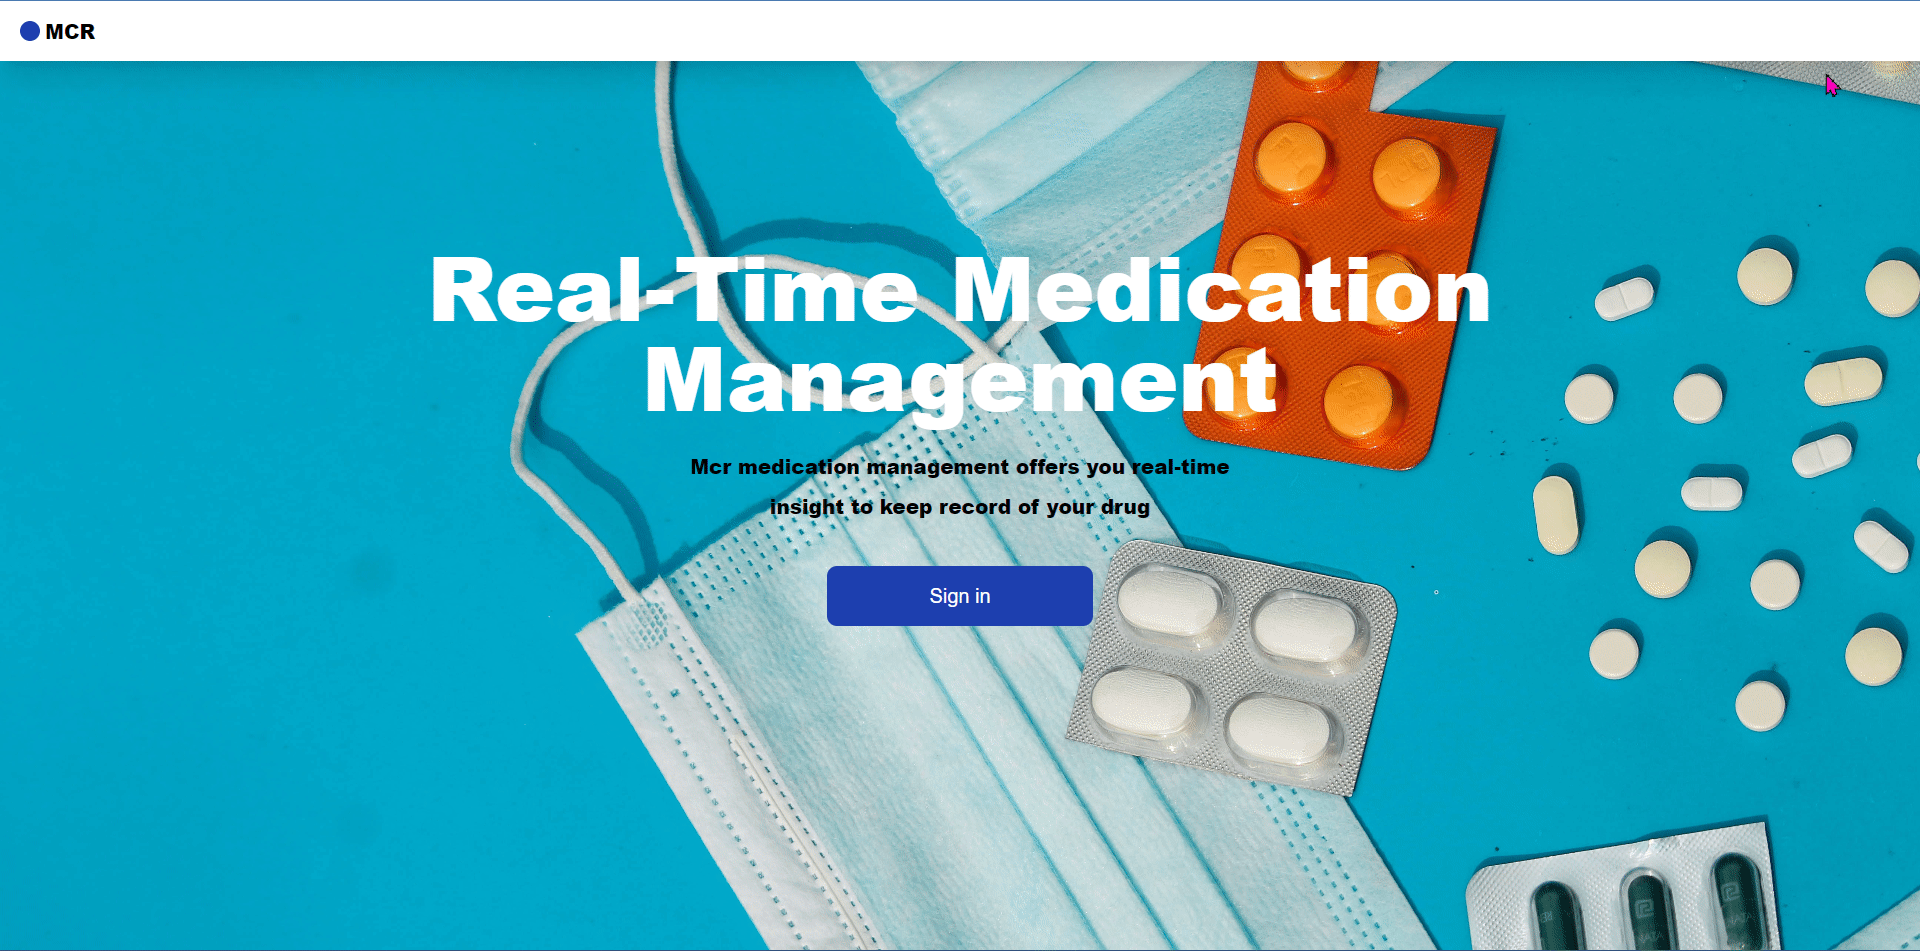 MCR
Real-Time Medication
Management
Mcr medication management offers you real-time
insight to keep record of your drug
Sign in